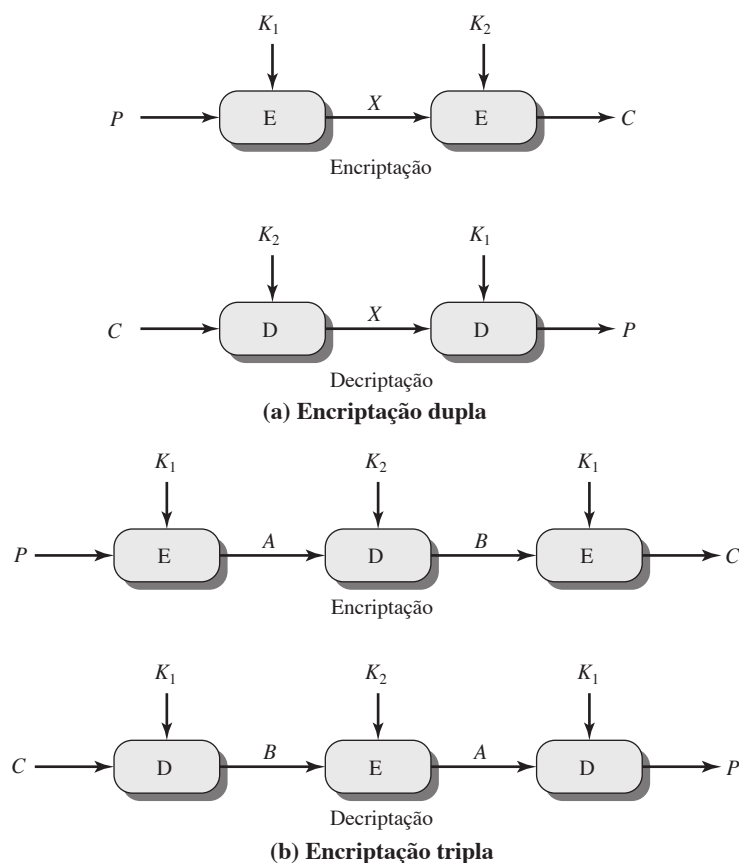 K₁ K₂
P E X E C
Encriptação
K₂ K₁
C D X D P
Decriptação
(a) Encriptação dupla
K₁ K₂ K₁
P E A D B E C
Encriptação
K₁ K₂ K₁
C D B E A D P
Decriptação
(b) Encriptação tripla